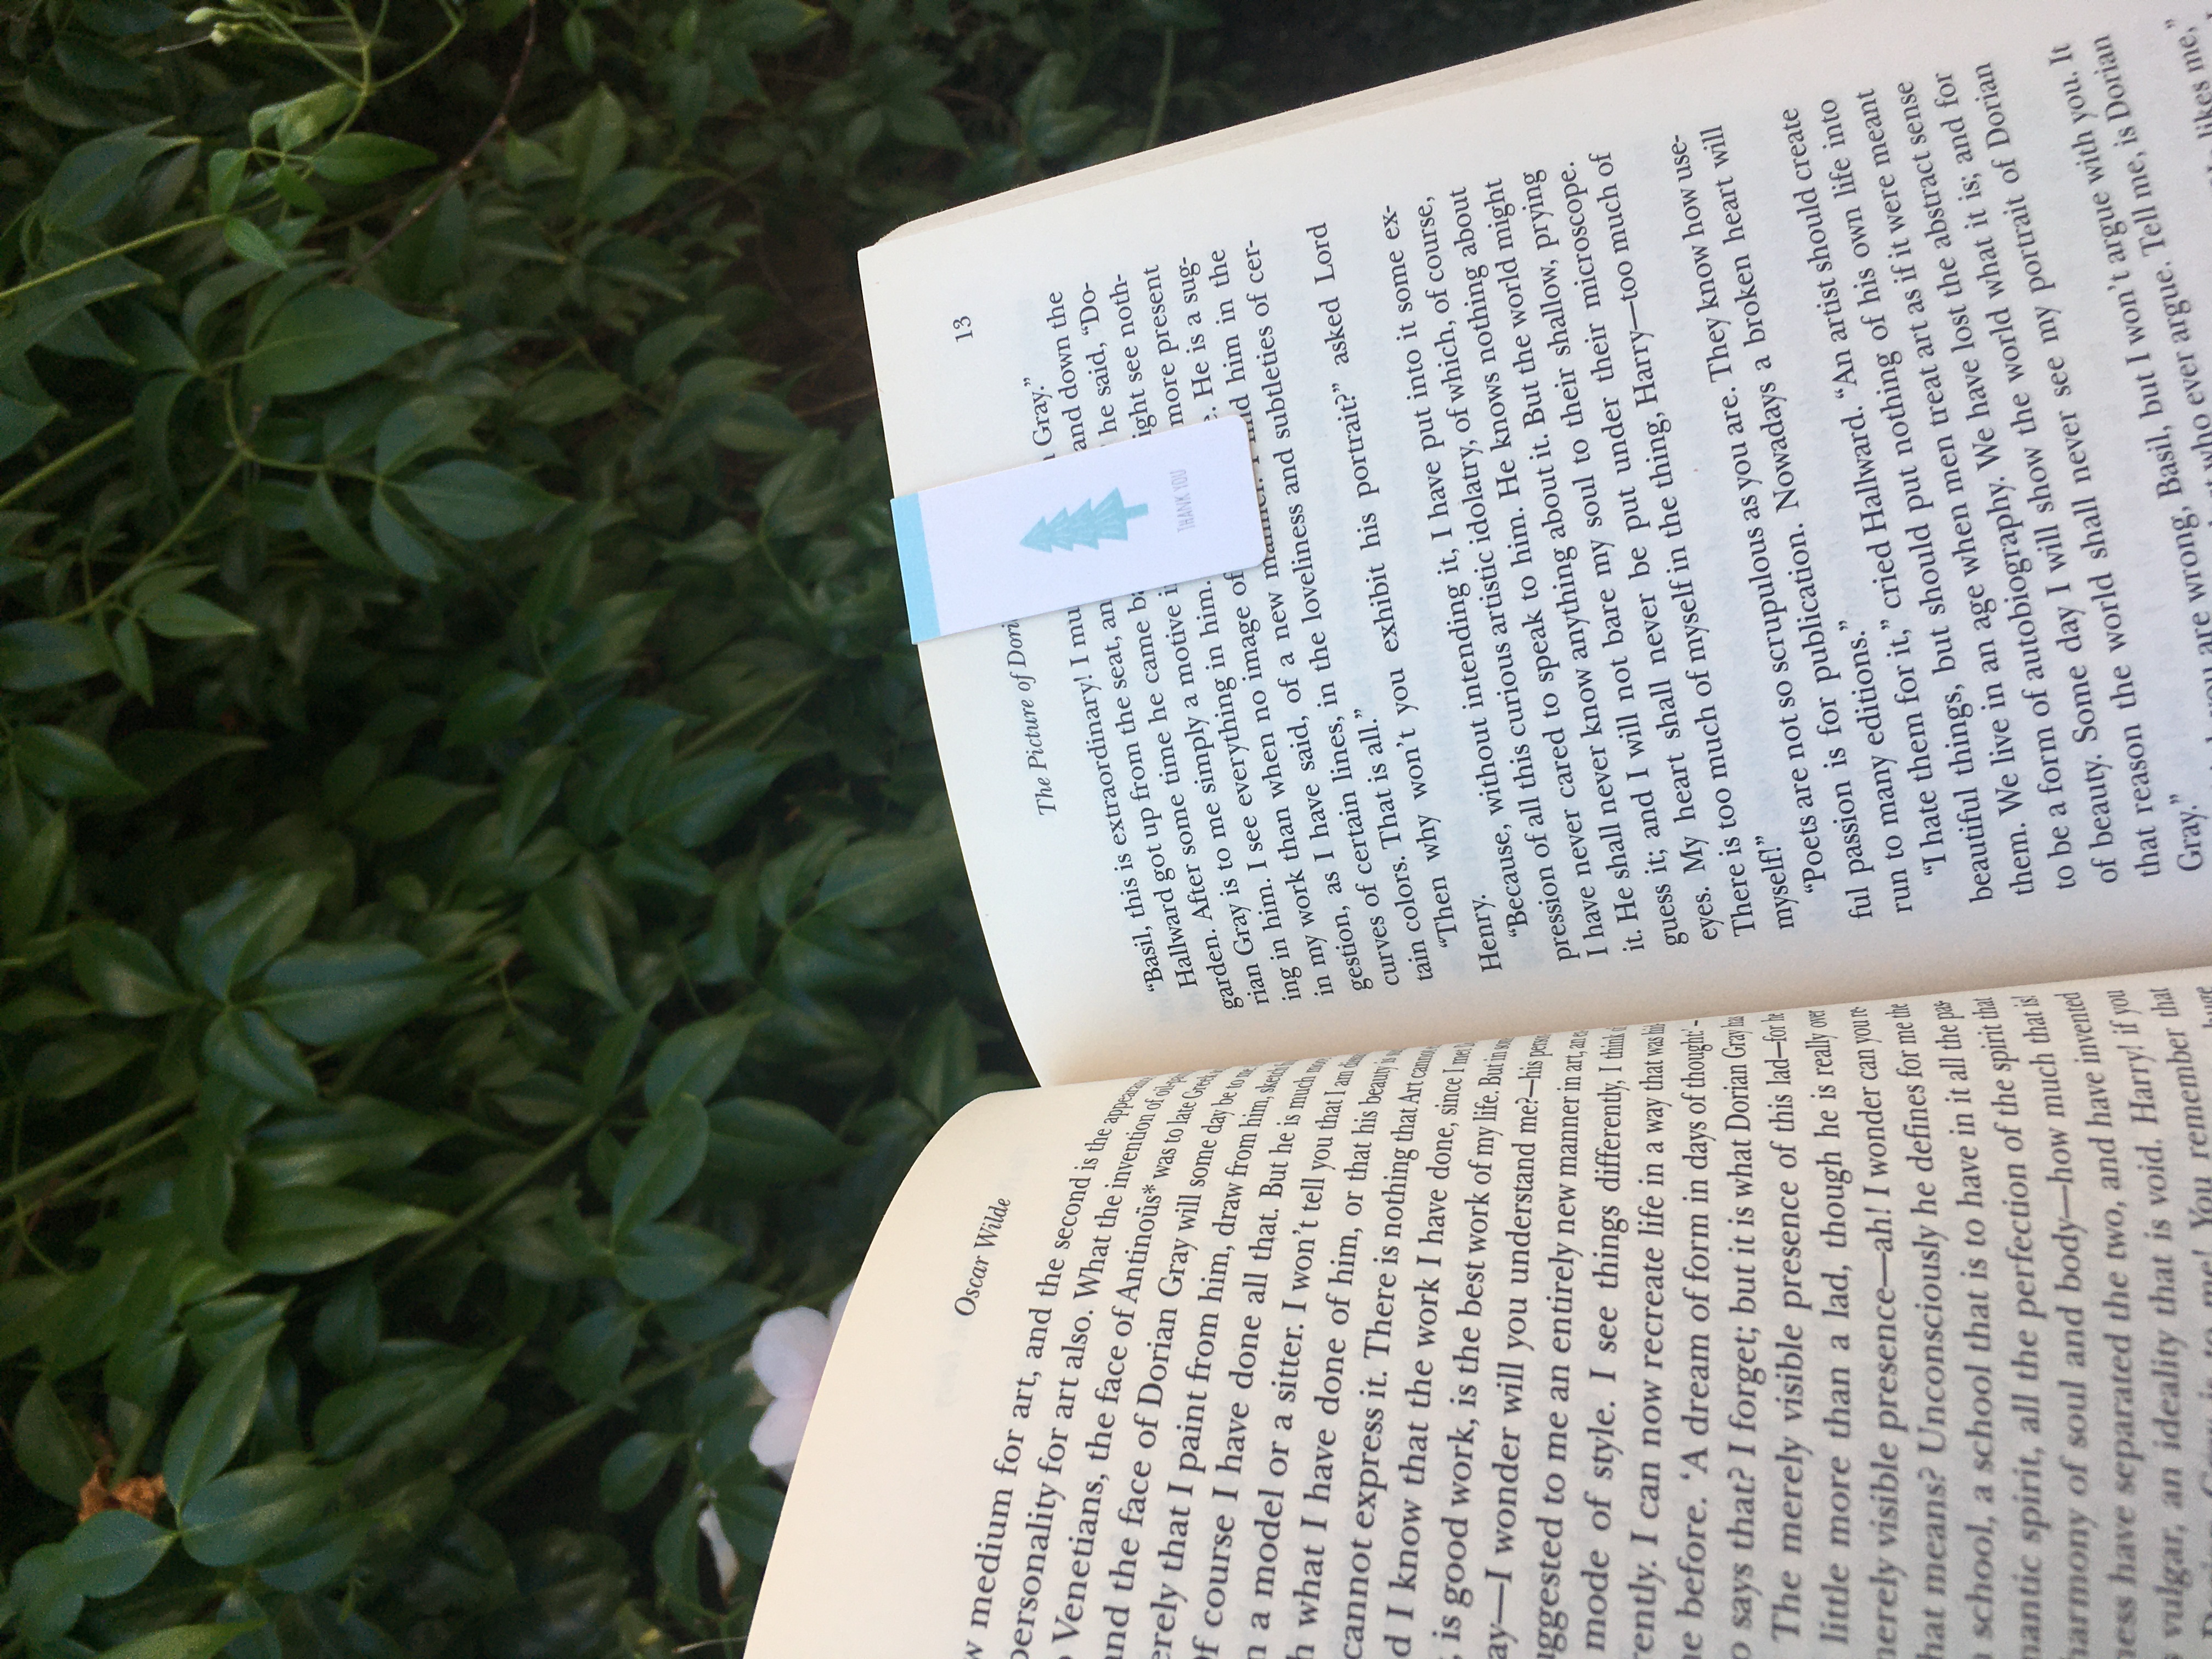 Oscar Wilde
medium for art, and the second is the
personality for art also. What the invention of
Venetians, the face of Antinoüs* was to late Greek
and the face of Dorian Gray will some day be to me.
that I paint from him, draw from him, sketch
course I have done all that. But he is much more
a model or a sitter. I won't tell you that I am
what I have done of him, or that his beauty is
cannot express it. There is nothing that Art
I know that the work I have done, since I met
is good work, is the best work of my life. But in
I wonder will you understand me?—his
to me an entirely new manner in art, an
mode of style. I see things differently, I think
I can now recreate life in a way that was
before. 'A dream of form in days of thought:'—
says that? I forget; but it is what Dorian Gray has
The merely visible presence of this lad—for he
little more than a lad, though he is really over
merely visible presence—ah! I wonder can you re-
that means? Unconsciously he defines for me the
school, a school that is to have in it all the pas-
spirit, all the perfection of the spirit that
harmony of soul and body—how much that is!
have separated the two, and have invented
vulgar, an ideality that is void. Harry! if you
Dorian Gray is to me! You remember that
huge
The Picture of 13
"Basil, this is extraordinary! I Gray."
Hallward got up from the seat, and down the
garden. After some time he came he said, "Do-
rian Gray is to me simply a motive see noth-
ing in him. I see everything in him. more present
in my work than when no image of He is a sug-
gestion, as I have said, of a new manner. I find him in the
curves of certain lines, in the loveliness and subtleties of cer-
tain colors. That is all."
"Then why won't you exhibit his portrait?" asked Lord
Henry.
"Because, without intending it, I have put into it some ex-
pression of all this curious artistic idolatry, of which, of course,
I have never cared to speak to him. He knows nothing about
it. He shall never know anything about it. But the world might
guess it; and I will not bare my soul to their shallow, prying
eyes. My heart shall never be put under their microscope.
There is too much of myself in the thing, Harry—too much of
myself!"
"Poets are not so scrupulous as you are. They know how use-
ful passion is for publication. Nowadays a broken heart will
run to many editions."
"I hate them for it," cried Hallward. "An artist should create
beautiful things, but should put nothing of his own life into
them. We live in an age when men treat art as if it were meant
to be a form of autobiography. We have lost the abstract sense
of beauty. Some day I will show the world what it is; and for
that reason the world shall never see my portrait of Dorian
Gray."
you are wrong, Basil, but I won't argue with you. It
who ever argue. Tell me, is Dorian
likes me,"
THANK YOU